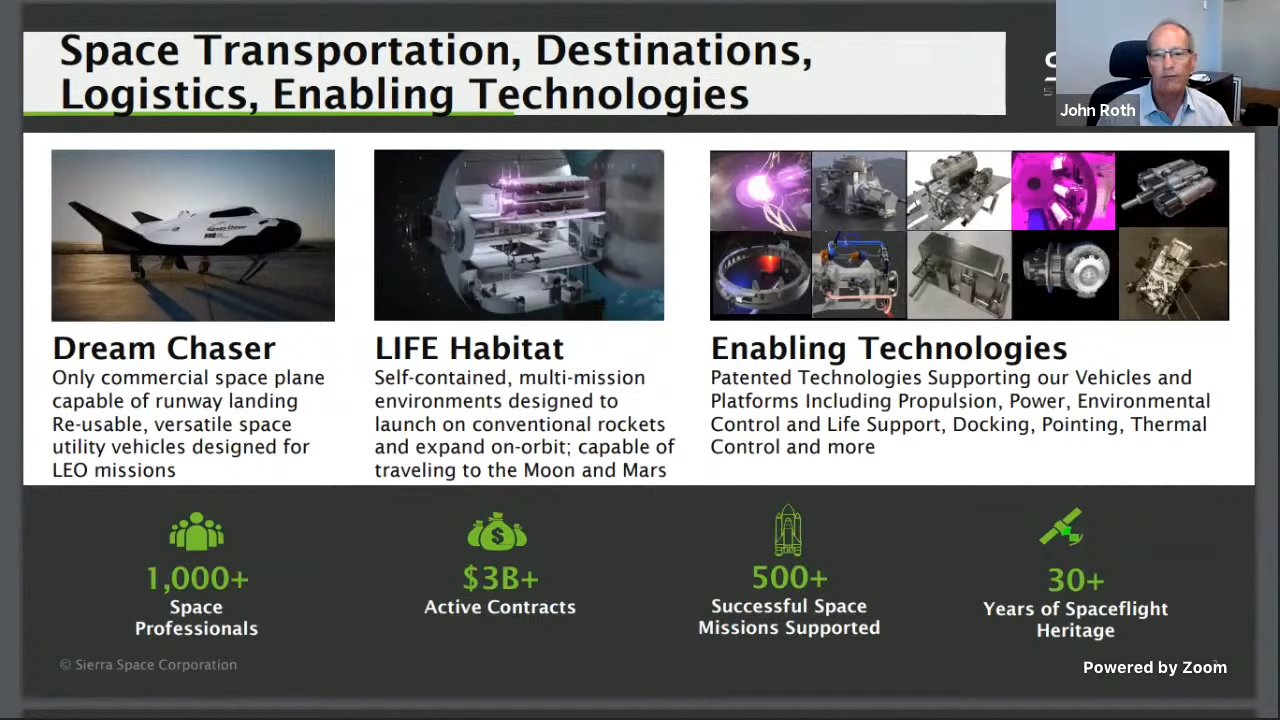 Space Transportation, Destinations,
Logistics, Enabling Technologies
John Roth
Dream Chaser
Only commercial space plane
capable of runway landing
Re-usable, versatile space
utility vehicles designed for
LEO missions
LIFE Habitat
Self-contained, multi-mission
environments designed to
launch on conventional rockets
and expand on-orbit; capable of
traveling to the Moon and Mars
Enabling Technologies
Patented Technologies Supporting our Vehicles and
Platforms Including Propulsion, Power, Environmental
Control and Life Support, Docking, Pointing, Thermal
Control and more
1,000+
Space
Professionals
$3B+
Active Contracts
500+
Successful Space
Missions Supported
30+
Years of Spaceflight
Heritage
© Sierra Space Corporation
Powered by Zoom